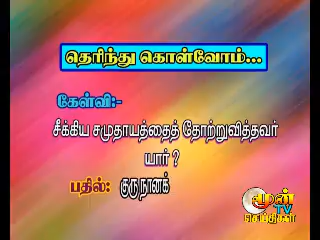 தெரிந்து கொள்வோம்...
கேள்வி:-
சீக்கிய சமுதாயத்தைத் தோற்றுவித்தவர்
யார் ?
பதில்: குருநானக்
மூன்
TV
செய்திகள்